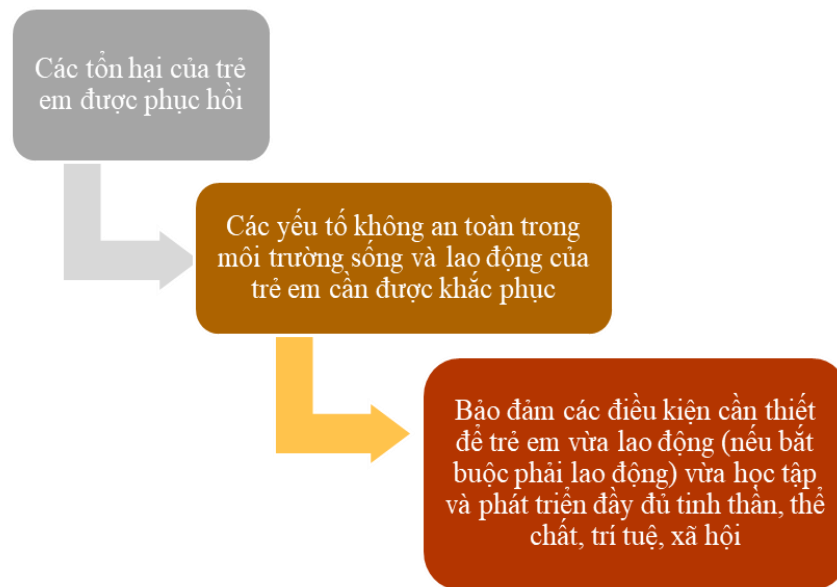 Các tổn hại của trẻ
em được phục hồi
Các yếu tố không an toàn trong
môi trường sống và lao động của
trẻ em cần được khắc phục
Bảo đảm các điều kiện cần thiết
để trẻ em vừa lao động (nếu bắt
buộc phải lao động) vừa học tập
và phát triển đầy đủ tinh thần, thể
chất, trí tuệ, xã hội